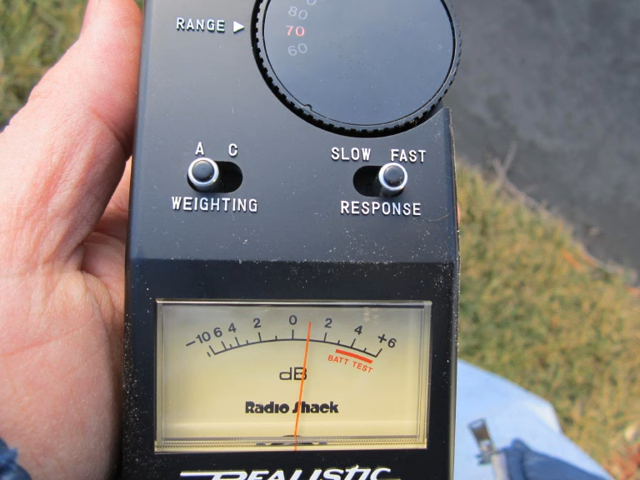 80
RANGE ▶ 70
60
A C SLOW FAST
WEIGHTING RESPONSE
-10 6 4 2 0 2 4 +6
BATT TEST
dB
Radio Shack
REALISTIC